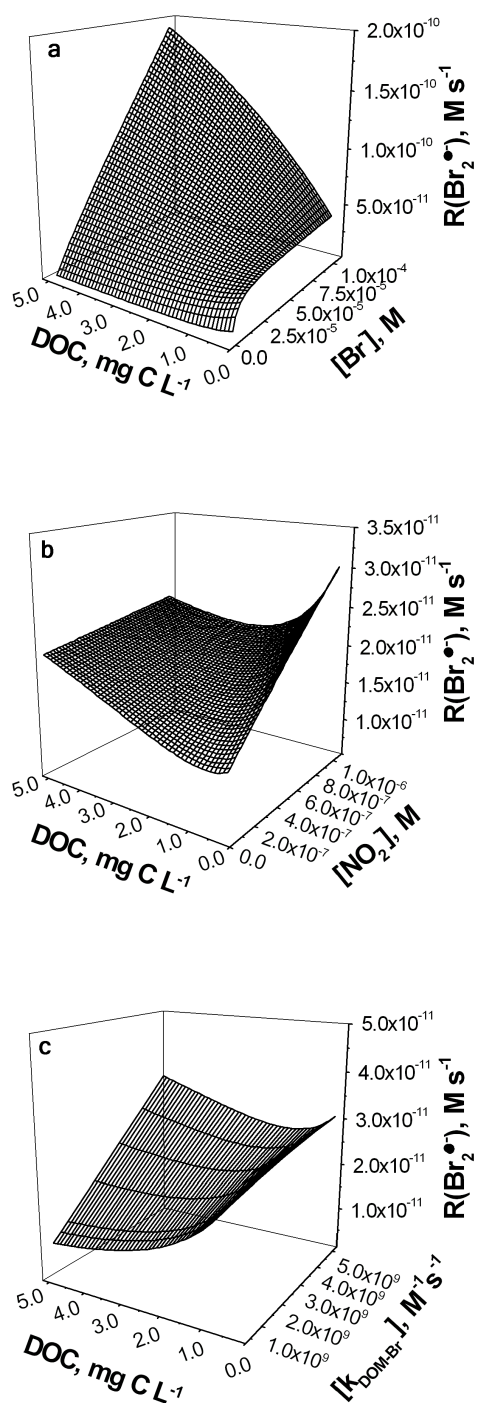 a
2.0x10⁻¹⁰
1.5x10⁻¹⁰
1.0x10⁻¹⁰
5.0x10⁻¹¹
R(Br₂•⁻), M s⁻¹
1.0x10⁻⁴
7.5x10⁻⁵
5.0x10⁻⁵
2.5x10⁻⁵
0.0
[Br⁻], M
5.0
4.0
3.0
2.0
1.0
0.0
DOC, mg C L⁻¹
b
3.5x10⁻¹¹
3.0x10⁻¹¹
2.5x10⁻¹¹
2.0x10⁻¹¹
1.5x10⁻¹¹
1.0x10⁻¹¹
R(Br₂•⁻), M s⁻¹
1.0x10⁻⁶
8.0x10⁻⁷
6.0x10⁻⁷
4.0x10⁻⁷
2.0x10⁻⁷
0.0
[NO₂⁻], M
5.0
4.0
3.0
2.0
1.0
0.0
DOC, mg C L⁻¹
c
5.0x10⁻¹¹
4.0x10⁻¹¹
3.0x10⁻¹¹
2.0x10⁻¹¹
1.0x10⁻¹¹
R(Br₂•⁻), M s⁻¹
5.0x10⁹
4.0x10⁹
3.0x10⁹
2.0x10⁹
1.0x10⁹
[k_DOM-Br], M⁻¹ s⁻¹
5.0
4.0
3.0
2.0
1.0
0.0
DOC, mg C L⁻¹